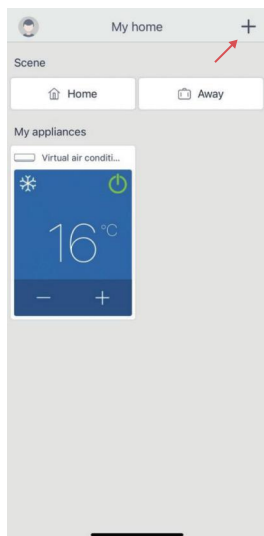 My home +
Scene
Home Away
My appliances
Virtual air conditi...
16°C
− +